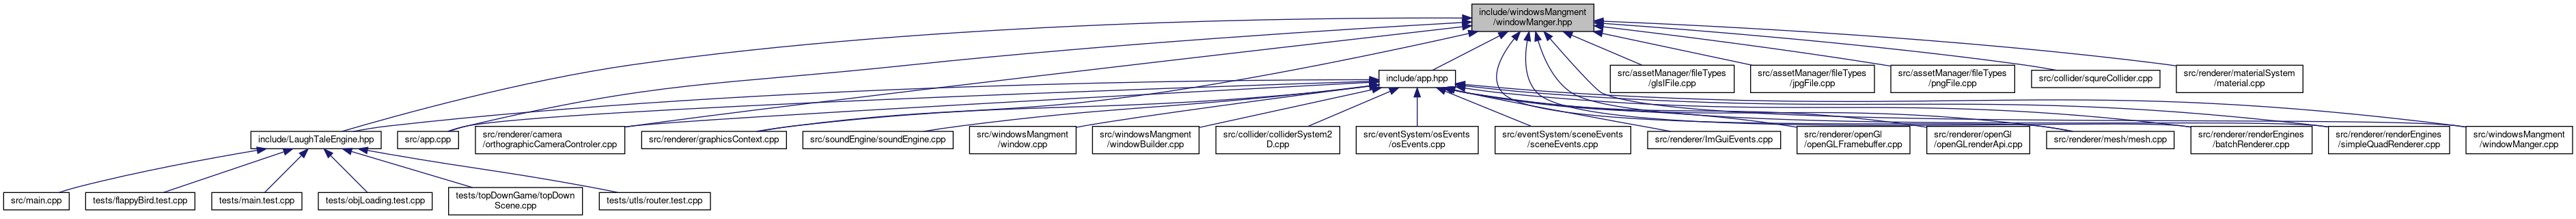 include/windowsMangment
/windowManger.hpp
include/app.hpp
src/assetManager/fileTypes
/glslFile.cpp
src/assetManager/fileTypes
/jpgFile.cpp
src/assetManager/fileTypes
/pngFile.cpp
src/collider/squreCollider.cpp
src/renderer/materialSystem
/material.cpp
include/LaughTaleEngine.hpp
src/app.cpp
src/renderer/camera
/orthographicCameraControler.cpp
src/renderer/graphicsContext.cpp
src/soundEngine/soundEngine.cpp
src/windowsMangment
/window.cpp
src/windowsMangment
/windowBuilder.cpp
src/collider/colliderSystem2
D.cpp
src/eventSystem/osEvents
/osEvents.cpp
src/eventSystem/sceneEvents
/sceneEvents.cpp
src/renderer/ImGuiEvents.cpp
src/renderer/openGl
/openGLFramebuffer.cpp
src/renderer/openGl
/openGLrenderApi.cpp
src/renderer/mesh/mesh.cpp
src/renderer/renderEngines
/batchRenderer.cpp
src/renderer/renderEngines
/simpleQuadRenderer.cpp
src/windowsMangment
/windowManger.cpp
src/main.cpp
tests/flappyBird.test.cpp
tests/main.test.cpp
tests/objLoading.test.cpp
tests/topDownGame/topDown
Scene.cpp
tests/utls/router.test.cpp